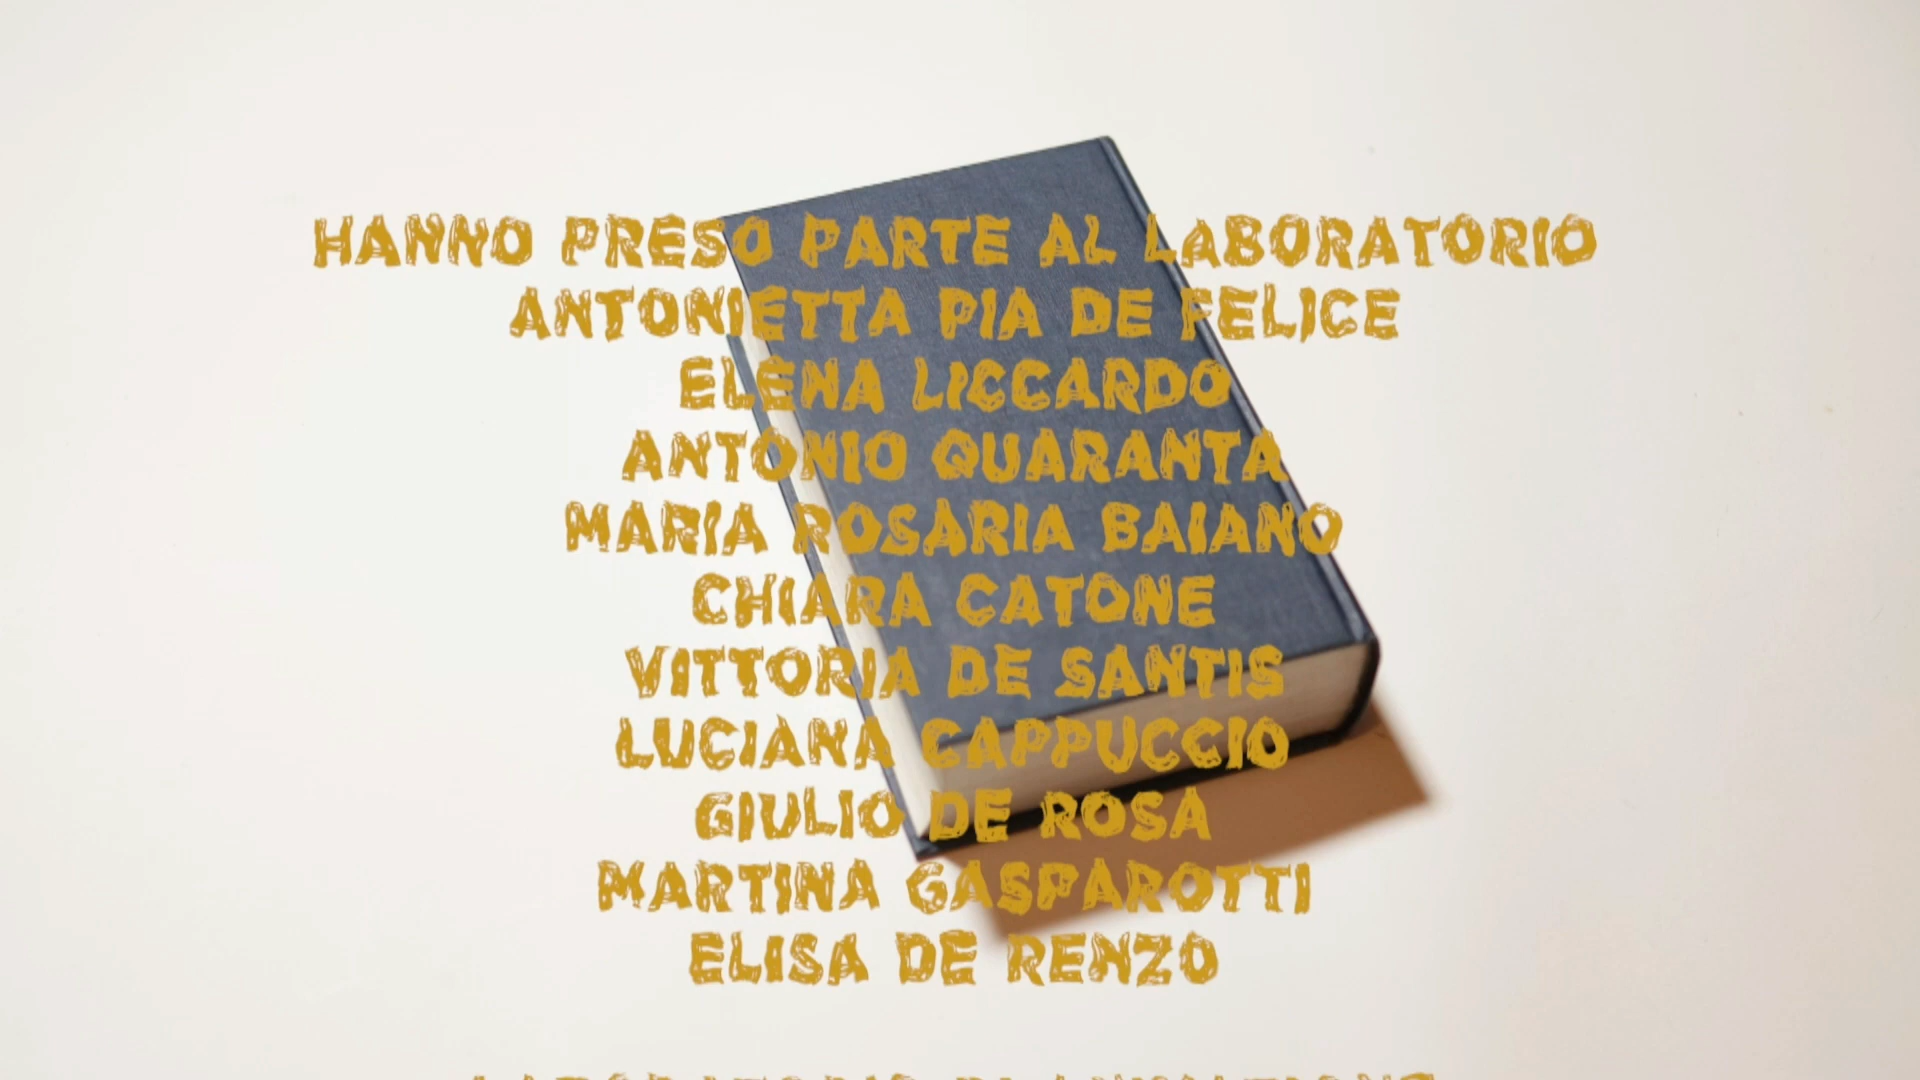 HANNO PRESO PARTE AL LABORATORIO
ANTONIETTA PIA DE FELICE
ELENA LICCARDO
ANTONIO QUARANTA
MARIA ROSARIA BAIANO
CHIARA CATONE
VITTORIA DE SANTIS
LUCIANA CAPPUCCIO
GIULIO DE ROSA
MARTINA GASPAROTTI
ELISA DE RENZO